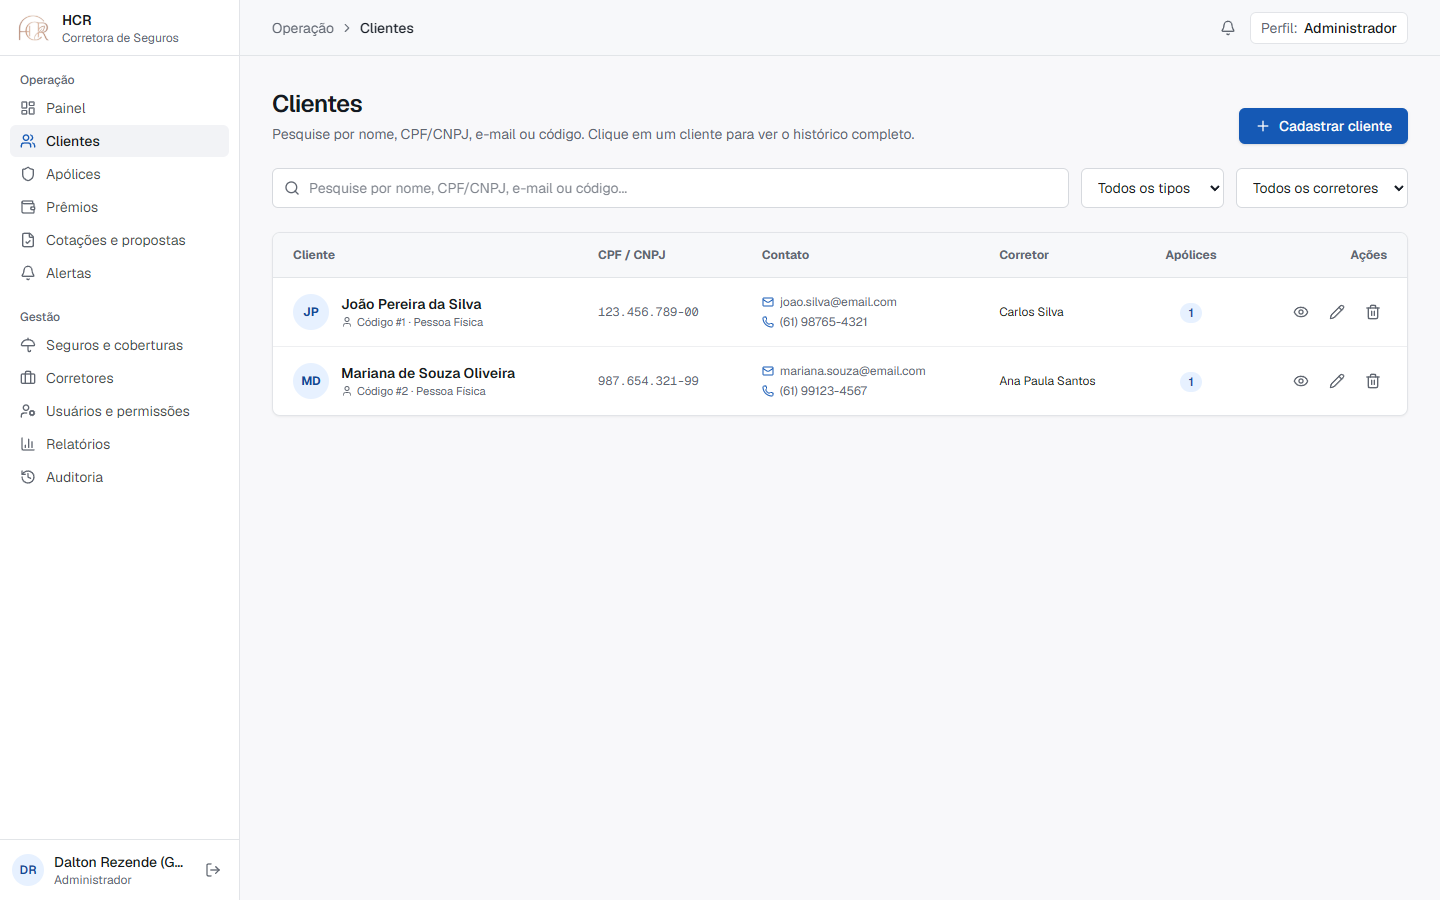 HCR
Corretora de Seguros
Operação
Painel
Clientes
Apólices
Prêmios
Cotações e propostas
Alertas
Gestão
Seguros e coberturas
Corretores
Usuários e permissões
Relatórios
Auditoria
DR
Dalton Rezende (G...
Administrador
Operação > Clientes
Perfil: Administrador
Clientes
Pesquise por nome, CPF/CNPJ, e-mail ou código. Clique em um cliente para ver o histórico completo.
+ Cadastrar cliente
Pesquise por nome, CPF/CNPJ, e-mail ou código...
Todos os tipos
Todos os corretores
Cliente CPF / CNPJ Contato Corretor Apólices Ações
JP João Pereira da Silva
Código #1 · Pessoa Física
123.456.789-00
joao.silva@email.com
(61) 98765-4321
Carlos Silva
1
MD Mariana de Souza Oliveira
Código #2 · Pessoa Física
987.654.321-99
mariana.souza@email.com
(61) 99123-4567
Ana Paula Santos
1